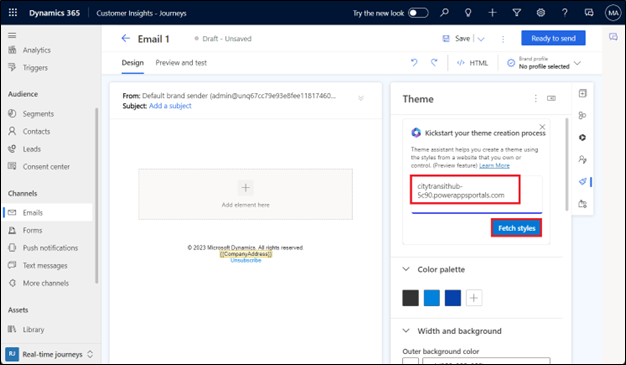 Dynamics 365
Customer Insights - Journeys
Try the new look
MA
Analytics
Triggers
Audience
Segments
Contacts
Leads
Consent center
Channels
Emails
Forms
Push notifications
Text messages
More channels
Assets
Library
RJ
Real-time journeys
Email 1
Draft - Unsaved
Save
Ready to send
Design
Preview and test
HTML
Brand profile
No profile selected
From: Default brand sender (admin@unq67cc79e93e8fee11817460...
Subject: Add a subject
Add element here
© 2023 Microsoft Dynamics. All rights reserved.
{{CompanyAddress}}
Unsubscribe
Theme
Kickstart your theme creation process
Theme assistant helps you create a theme using
the styles from a website that you own or
control. (Preview feature) Learn More
citytransithub-
5c90.powerappsportals.com
Fetch styles
Color palette
Width and background
Outer background color